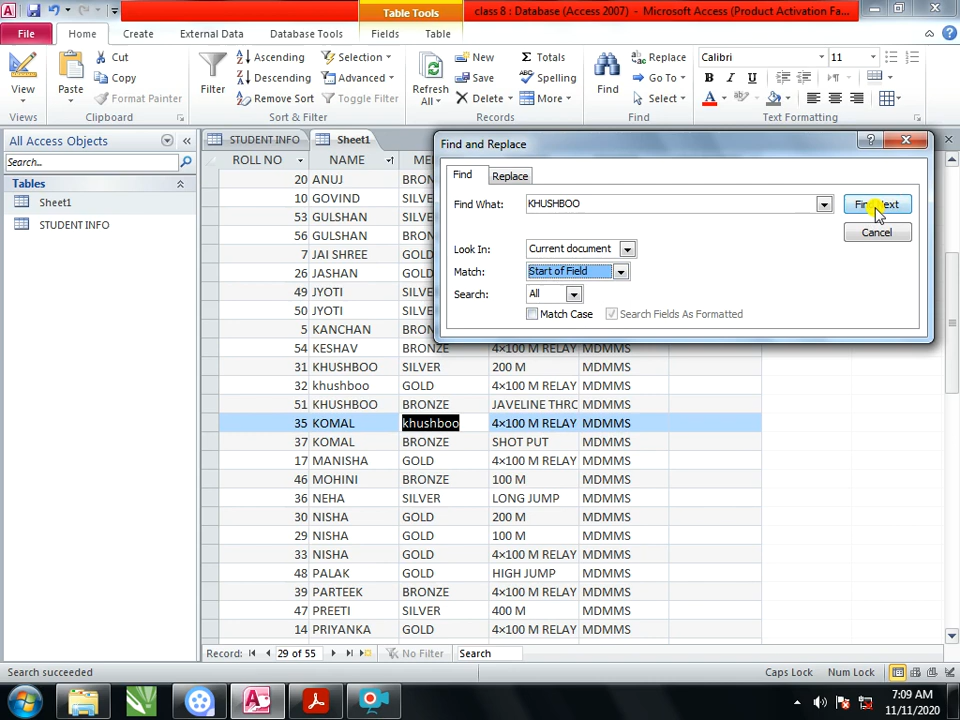 Table Tools
class 8 : Database (Access 2007) - Microsoft Access (Product Activation Fa...
File Home Create External Data Database Tools Fields Table
View
Views
Paste
Cut
Copy
Format Painter
Clipboard
Filter
Ascending
Descending
Remove Sort
Selection
Advanced
Toggle Filter
Sort & Filter
Refresh All
New
Save
Delete
Totals
Spelling
More
Records
Find
Replace
Go To
Select
Find
Calibri 11
B I U
A
Text Formatting
All Access Objects
Search...
Tables
Sheet1
STUDENT INFO
STUDENT INFO Sheet1
ROLL NO NAME
20 ANUJ
10 GOVIND
53 GULSHAN
56 GULSHAN
7 JAI SHREE
26 JASHAN
49 JYOTI
50 JYOTI
5 KANCHAN
54 KESHAV BRONZE 4×100 M RELAY MDMMS
31 KHUSHBOO SILVER 200 M MDMMS
32 khushboo GOLD 4×100 M RELAY MDMMS
51 KHUSHBOO BRONZE JAVELINE THRC MDMMS
35 KOMAL khushboo 4×100 M RELAY MDMMS
37 KOMAL BRONZE SHOT PUT MDMMS
17 MANISHA GOLD 4×100 M RELAY MDMMS
46 MOHINI BRONZE 100 M MDMMS
36 NEHA SILVER LONG JUMP MDMMS
30 NISHA GOLD 200 M MDMMS
29 NISHA GOLD 100 M MDMMS
33 NISHA GOLD 4×100 M RELAY MDMMS
48 PALAK GOLD HIGH JUMP MDMMS
39 PARTEEK BRONZE 4×100 M RELAY MDMMS
47 PREETI SILVER 400 M MDMMS
14 PRIYANKA GOLD 4×100 M RELAY MDMMS
Find and Replace
Find Replace
Find What: KHUSHBOO
Find Next
Cancel
Look In: Current document
Match: Start of Field
Search: All
Match Case Search Fields As Formatted
Record: 29 of 55 No Filter Search
Search succeeded
Caps Lock Num Lock
7:09 AM
11/11/2020